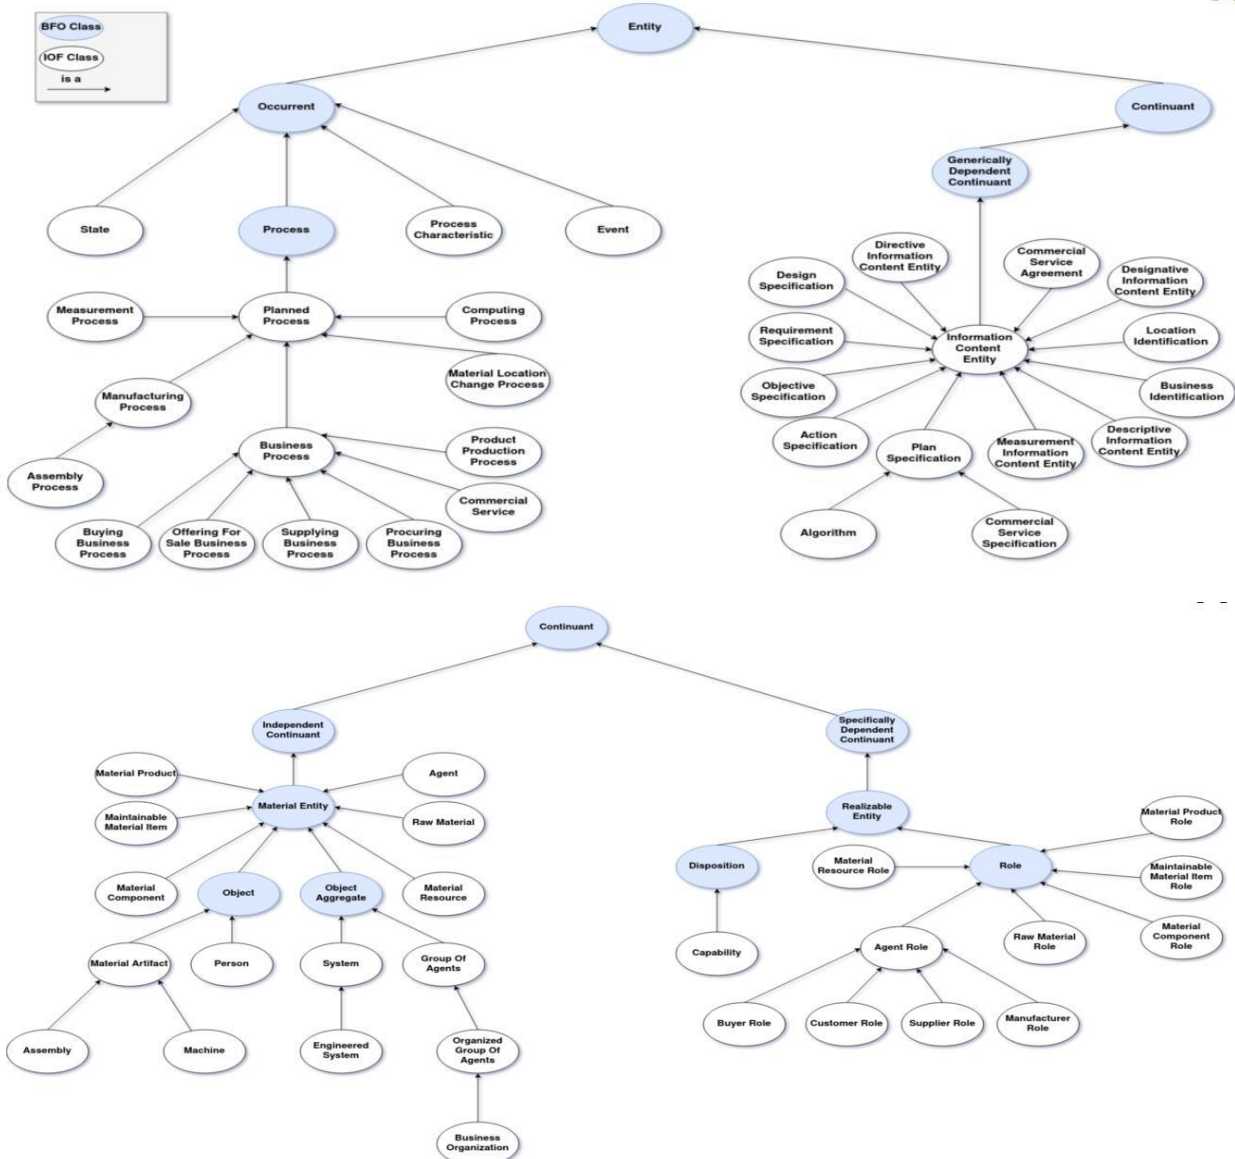 BFO Class
IOF Class
is a
Entity
Occurrent
Continuant
Generically
Dependent
Continuant
State
Process
Process
Characteristic
Event
Directive
Information
Content Entity
Commercial
Service
Agreement
Design
Specification
Designative
Information
Content Entity
Measurement
Process
Planned
Process
Computing
Process
Requirement
Specification
Information
Content
Entity
Location
Identification
Material Location
Change Process
Objective
Specification
Business
Identification
Manufacturing
Process
Action
Specification
Plan
Specification
Measurement
Information
Content Entity
Descriptive
Information
Content Entity
Business
Process
Product
Production
Process
Assembly
Process
Commercial
Service
Buying
Business
Process
Offering For
Sale Business
Process
Supplying
Business
Process
Procuring
Business
Process
Algorithm
Commercial
Service
Specification
Continuant
Independent
Continuant
Specifically
Dependent
Continuant
Material Product
Agent
Material Entity
Realizable
Entity
Maintainable
Material Item
Raw Material
Material Product
Role
Disposition
Material
Resource Role
Role
Maintainable
Material Item
Role
Material
Component
Object
Object
Aggregate
Material
Resource
Capability
Agent Role
Raw Material
Role
Material
Component Role
Material Artifact
Person
System
Group Of
Agents
Buyer Role
Customer Role
Supplier Role
Manufacturer
Role
Assembly
Machine
Engineered
System
Organized
Group Of
Agents
Business
Organization